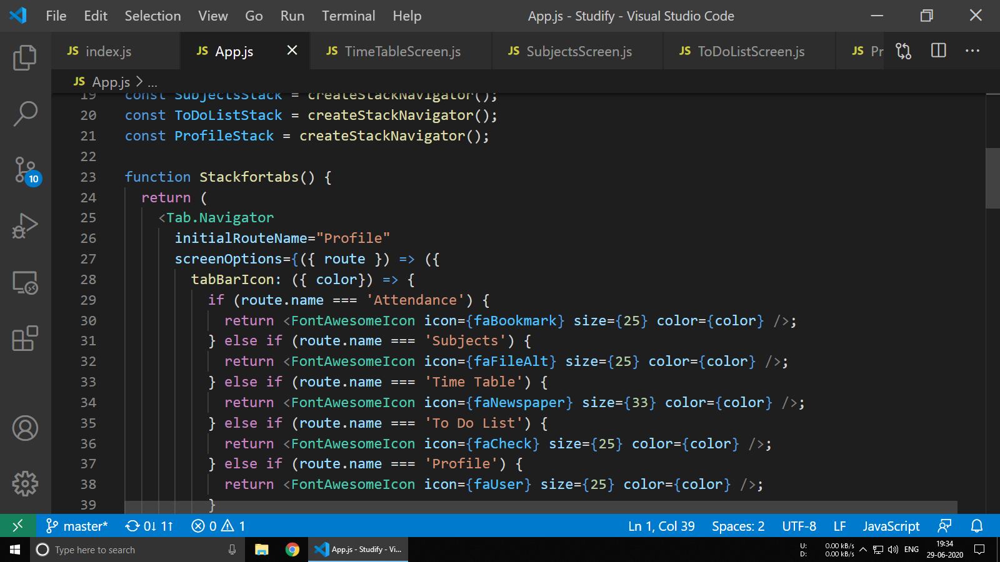 File Edit Selection View Go Run Terminal Help App.js - Studify - Visual Studio Code
JS index.js JS App.js JS TimeTableScreen.js JS SubjectsScreen.js JS ToDoListScreen.js JS Pr
JS App.js > ...
19 const SubjectsStack = createStackNavigator();
20 const ToDoListStack = createStackNavigator();
21 const ProfileStack = createStackNavigator();
22
23 function Stackfortabs() {
24 return (
25 <Tab.Navigator
26 initialRouteName="Profile"
27 screenOptions={({ route }) => ({
28 tabBarIcon: ({ color}) => {
29 if (route.name === 'Attendance') {
30 return <FontAwesomeIcon icon={faBookmark} size={25} color={color} />;
31 } else if (route.name === 'Subjects') {
32 return <FontAwesomeIcon icon={faFileAlt} size={25} color={color} />;
33 } else if (route.name === 'Time Table') {
34 return <FontAwesomeIcon icon={faNewspaper} size={33} color={color} />;
35 } else if (route.name === 'To Do List') {
36 return <FontAwesomeIcon icon={faCheck} size={25} color={color} />;
37 } else if (route.name === 'Profile') {
38 return <FontAwesomeIcon icon={faUser} size={25} color={color} />;
39 }
10
master* 0↓ 1↑ 0 1 Ln 1, Col 39 Spaces: 2 UTF-8 LF JavaScript
Type here to search App.js - Studify - Vi...
U: 0.00 kB/s
D: 0.00 kB/s
ENG
19:34
29-06-2020